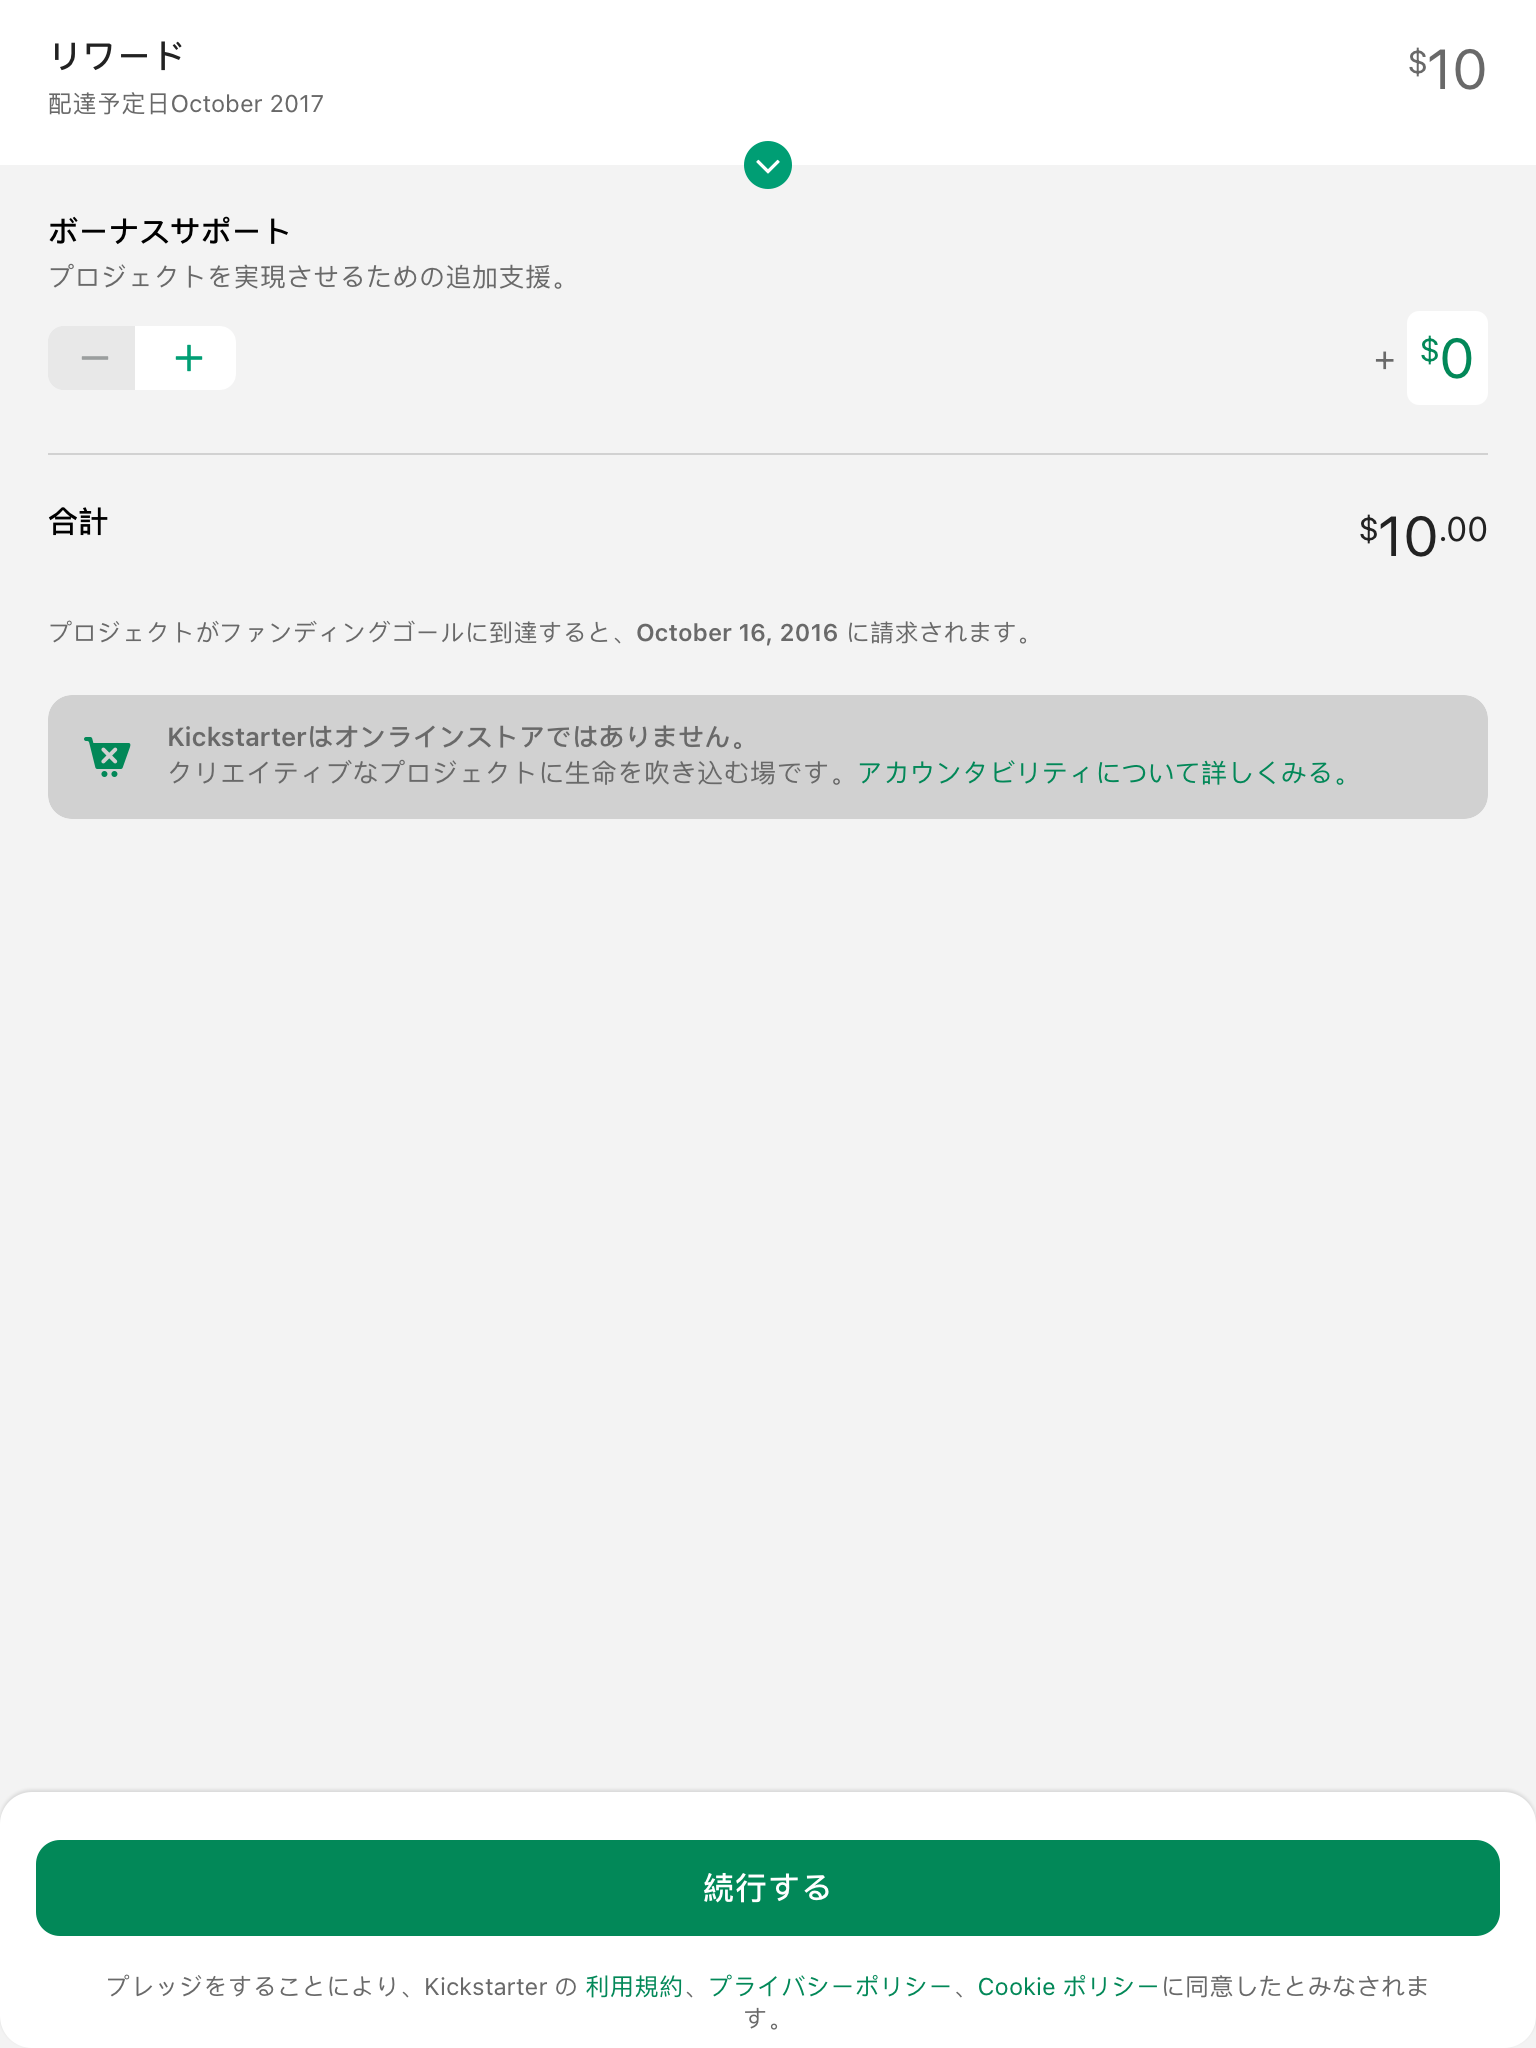 リワード
$10
配達予定日October 2017
ボーナスサポート
プロジェクトを実現させるための追加支援。
+ $0
合計
$10.00
プロジェクトがファンディングゴールに到達すると、October 16, 2016 に請求されます。
Kickstarterはオンラインストアではありません。
クリエイティブなプロジェクトに生命を吹き込む場です。アカウンタビリティについて詳しくみる。
続行する
プレッジをすることにより、Kickstarter の 利用規約、プライバシーポリシー、Cookie ポリシーに同意したとみなされま
す。